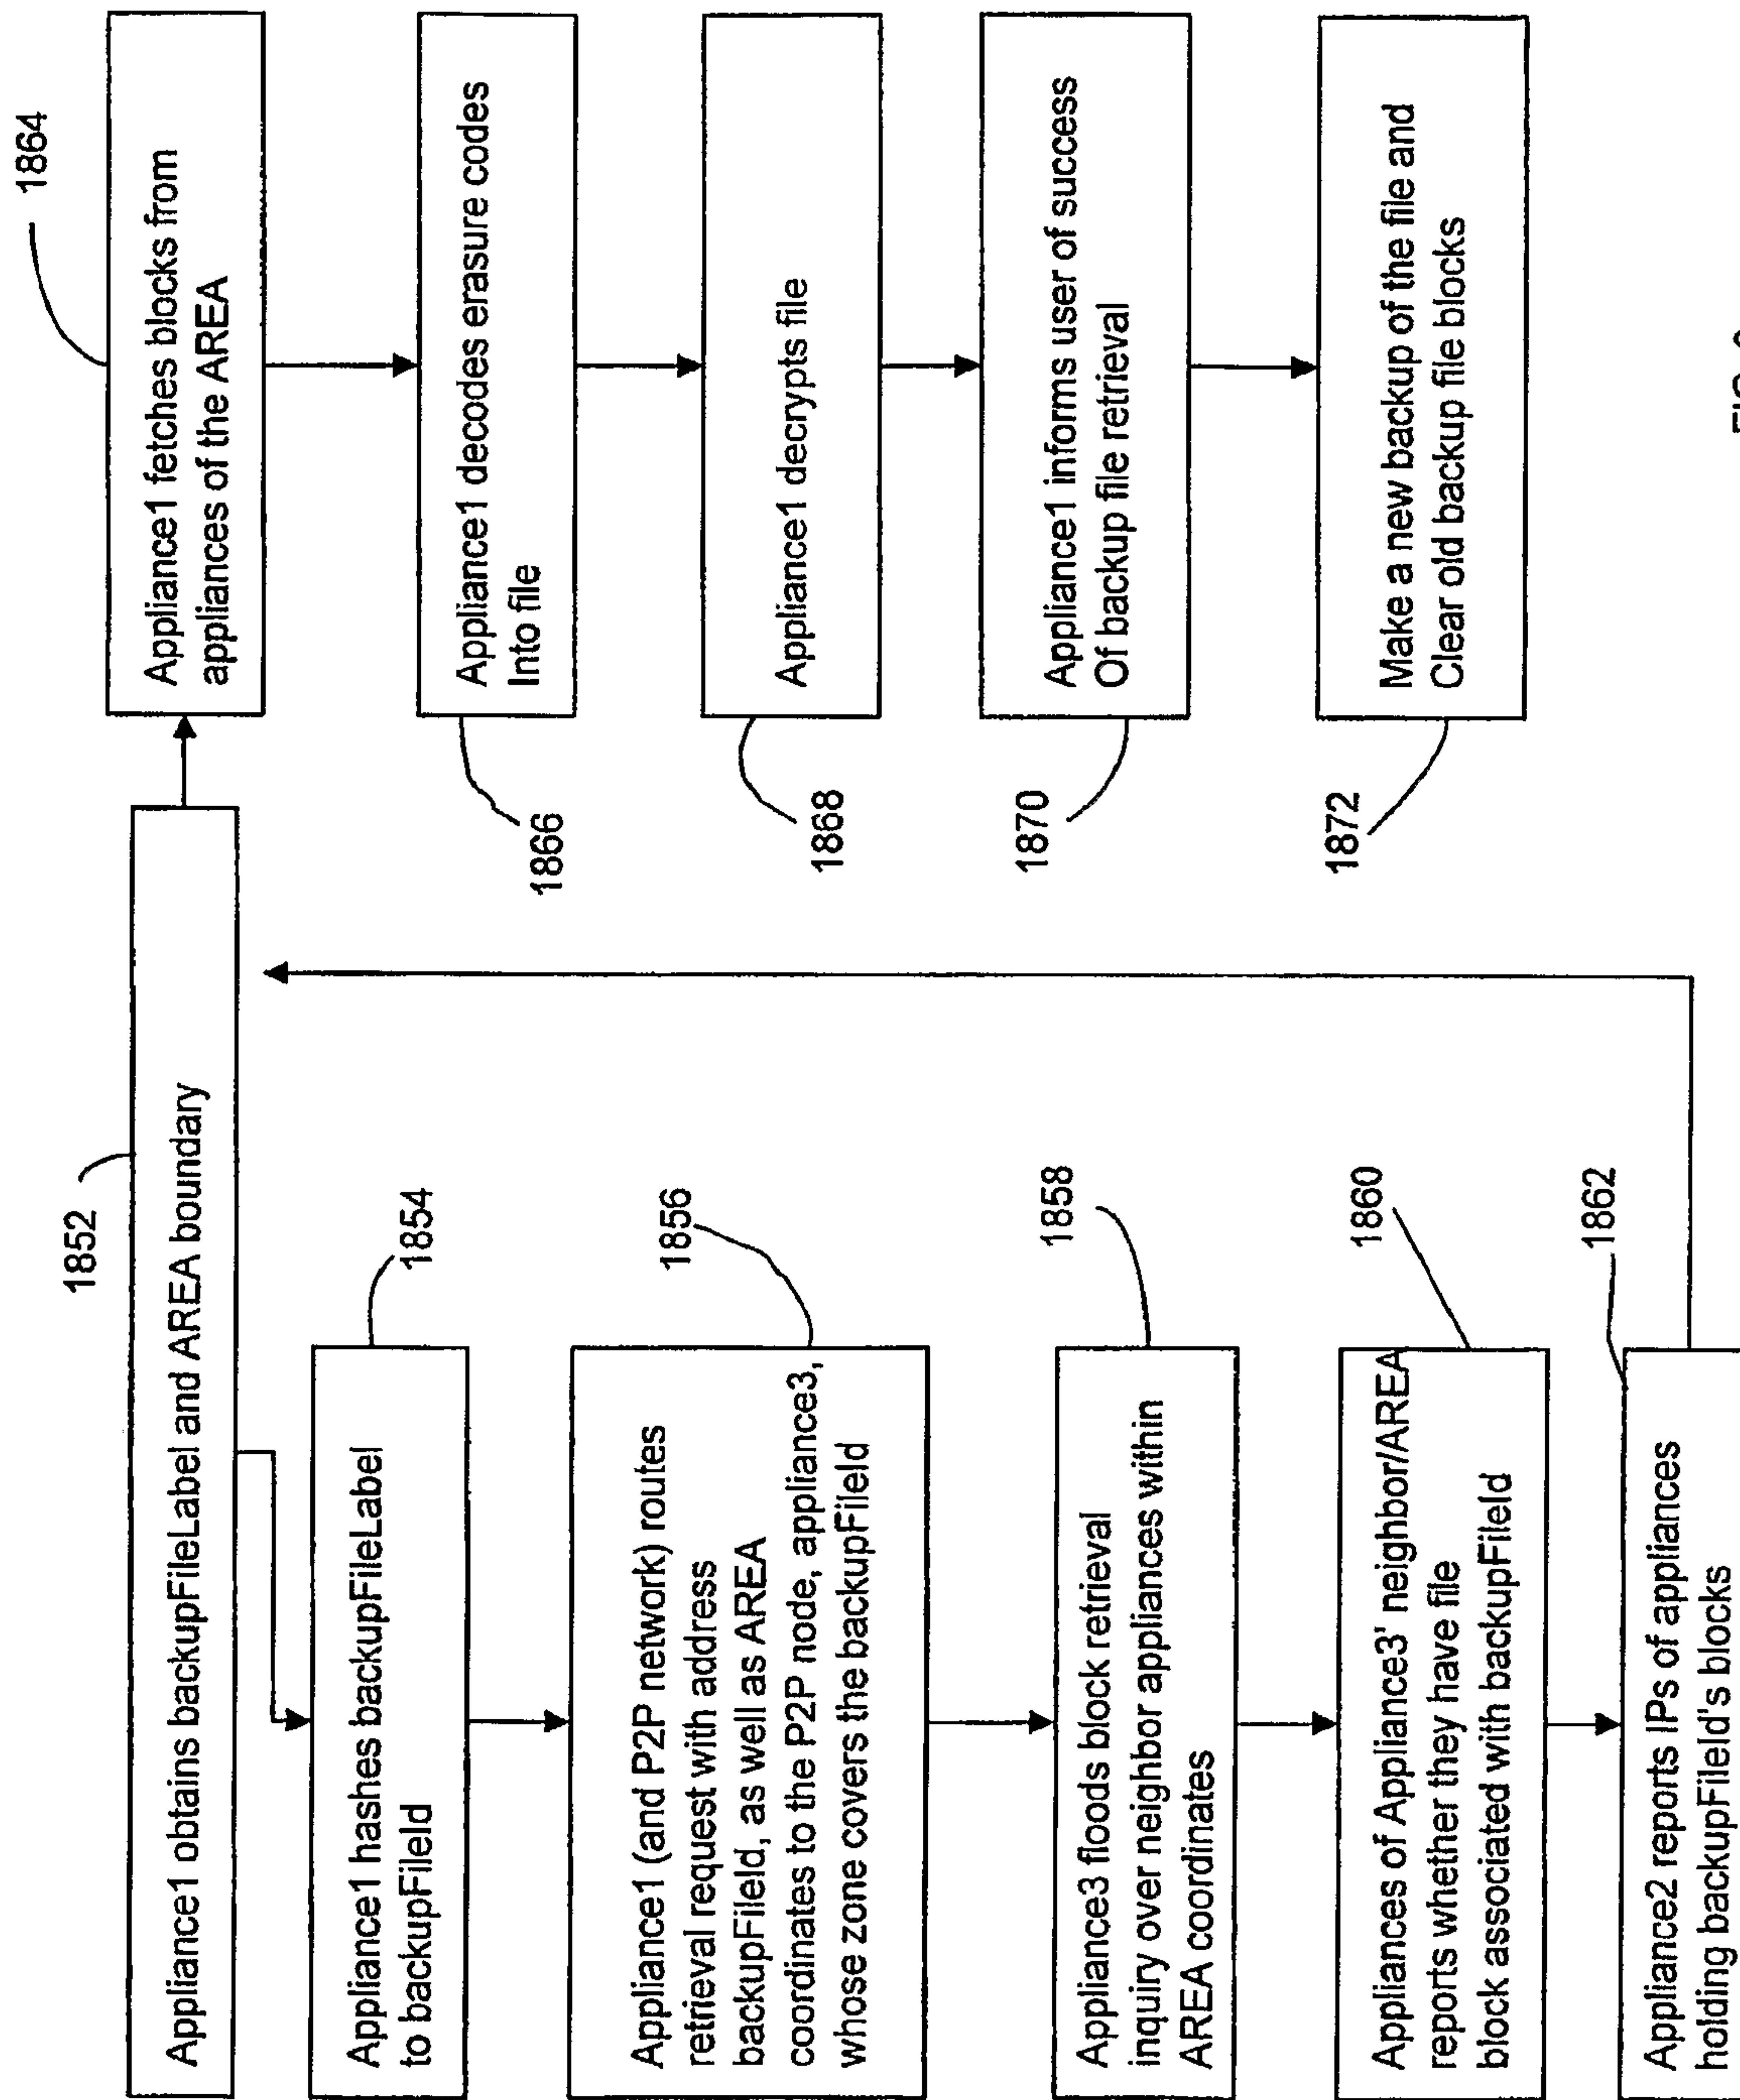 1852
Appliance1 obtains backupFileLabel and AREA boundary
Appliance1 hashes backupFileLabel
to backupFileId
1854
Appliance1 (and P2P network) routes
retrieval request with address
backupFileId, as well as AREA
coordinates to the P2P node, appliance3,
whose zone covers the backupFileId
1856
Appliance3 floods block retrieval
inquiry over neighbor appliances within
AREA coordinates
1858
Appliances of Appliance3' neighbor/AREA
reports whether they have file
block associated with backupFileId
1860
Appliance2 reports IPs of appliances
holding backupFileId's blocks
1862
1864
Appliance1 fetches blocks from
appliances of the AREA
Appliance1 decodes erasure codes
Into file
1866
Appliance1 decrypts file
1868
Appliance1 informs user of success
Of backup file retrieval
1870
Make a new backup of the file and
Clear old backup file blocks
1872